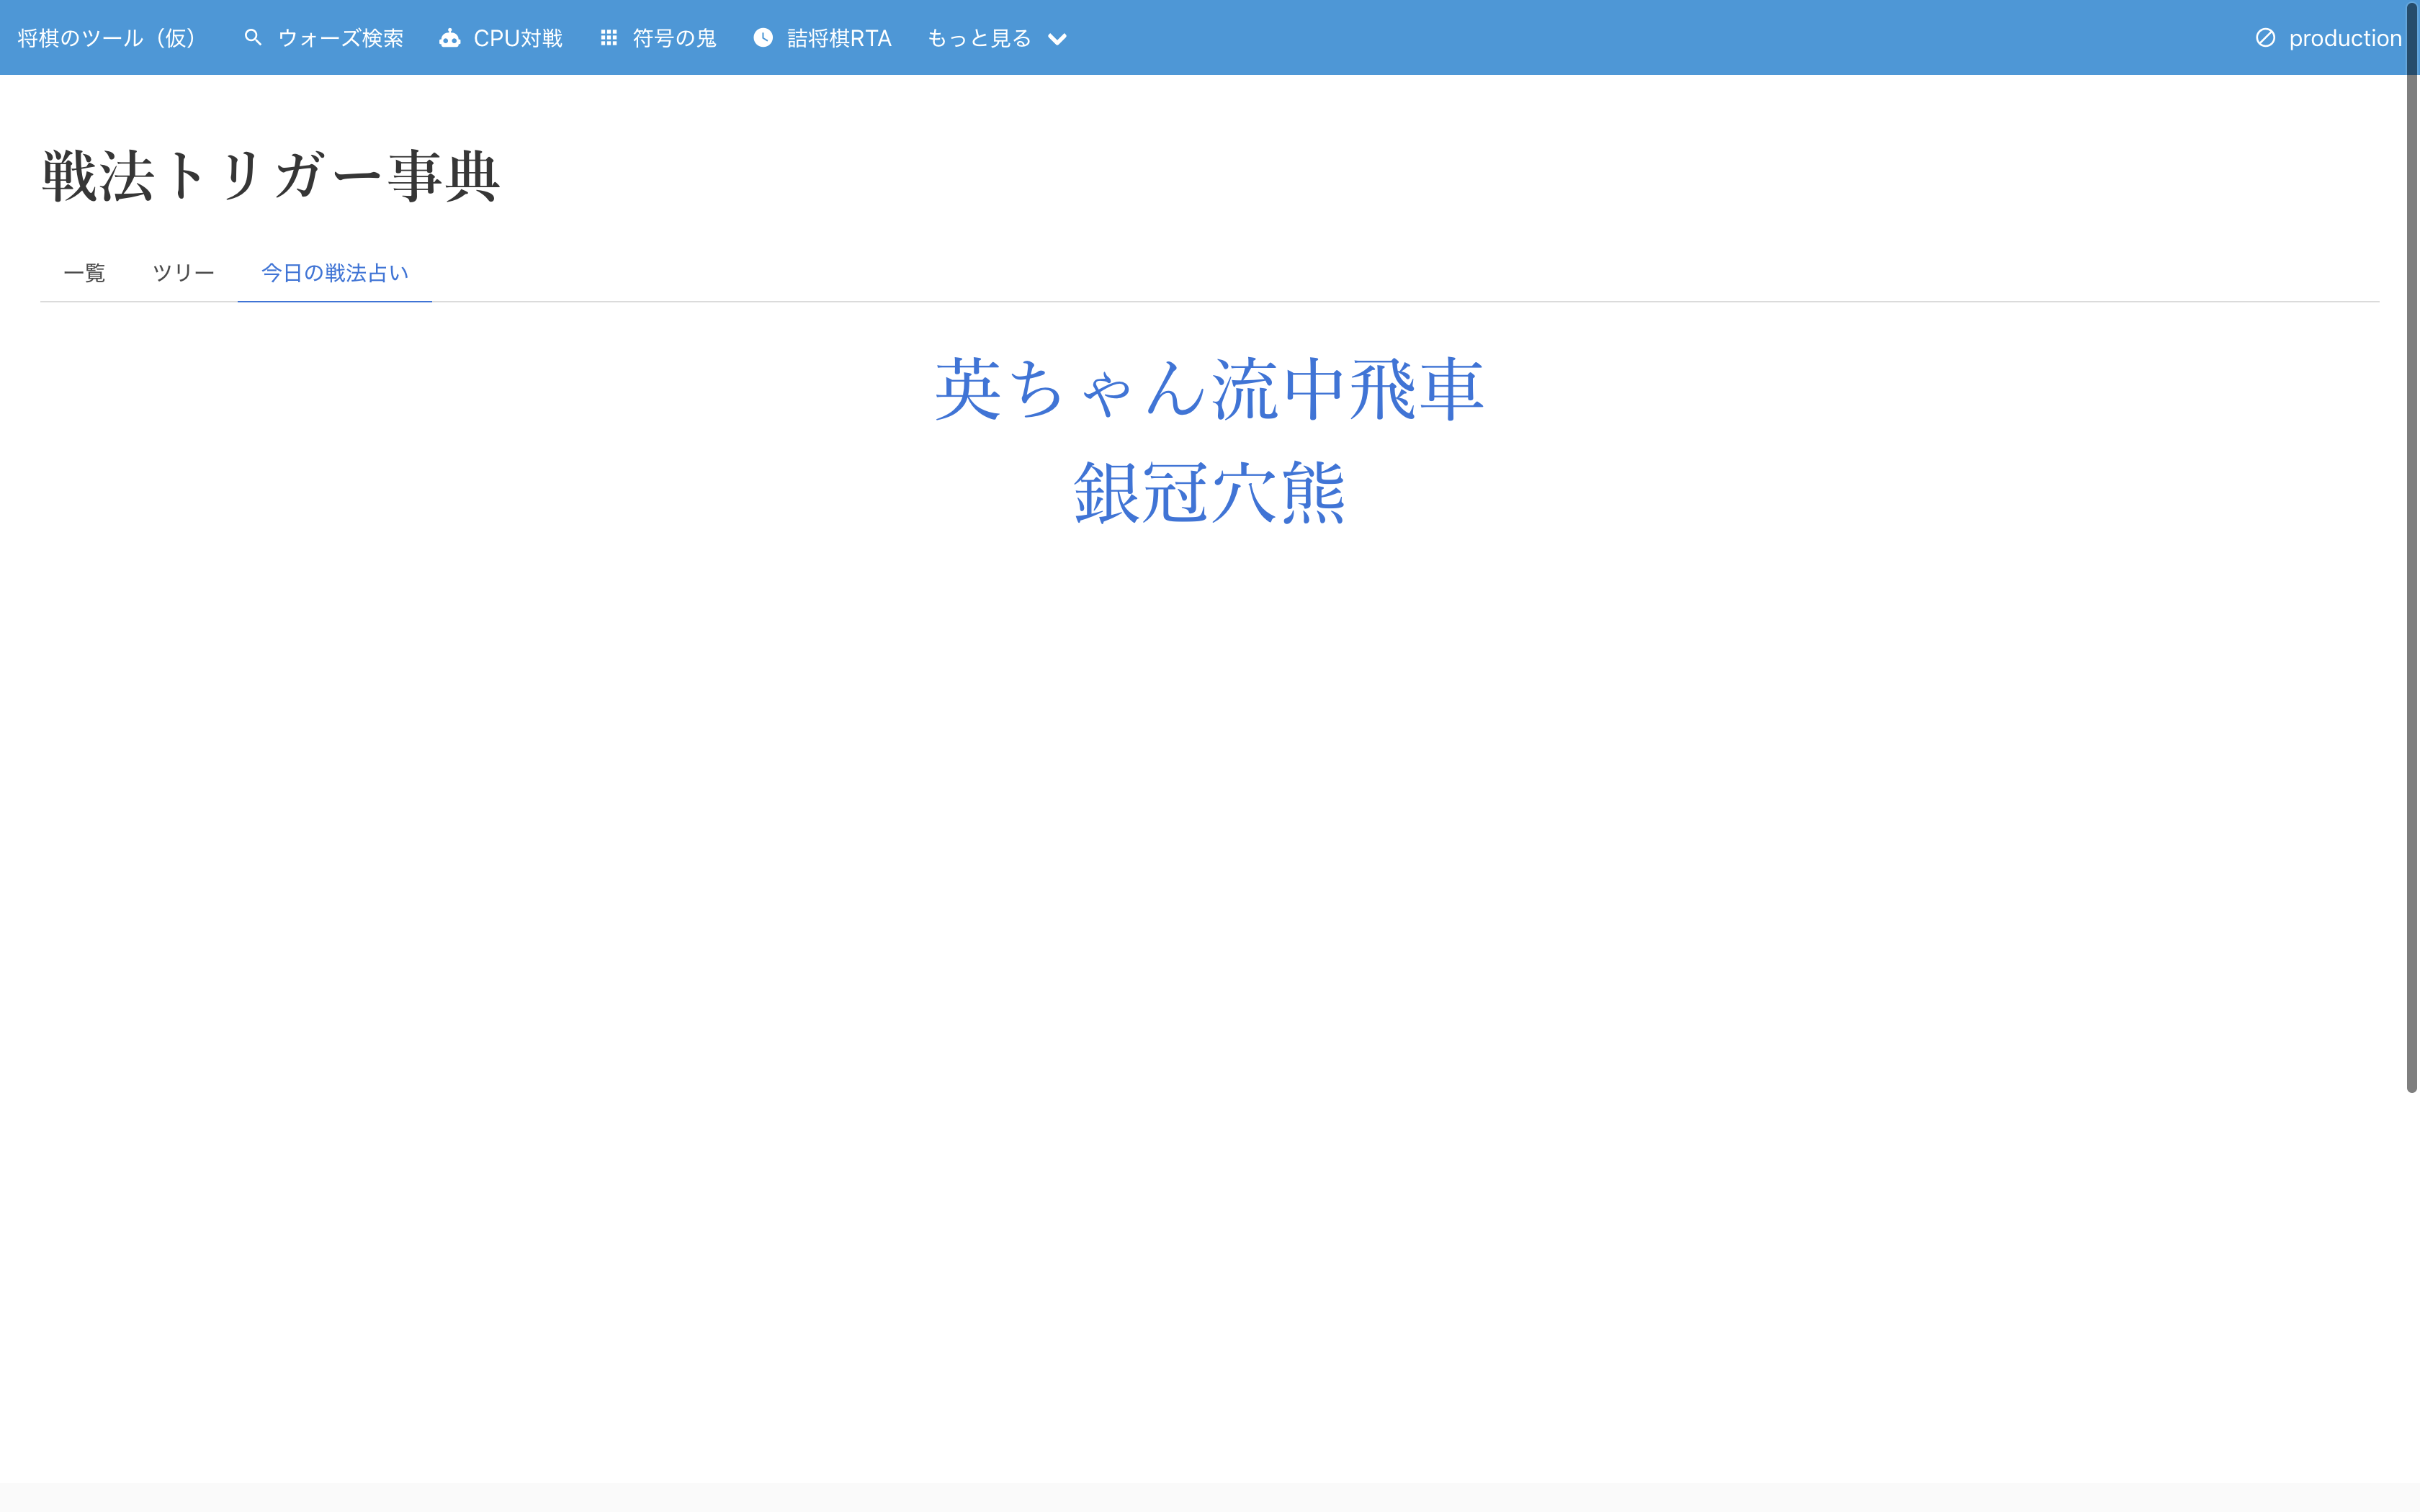 将棋のツール（仮） ウォーズ検索 CPU対戦 符号の鬼 詰将棋RTA もっと見る production
戦法トリガー事典
一覧 ツリー 今日の戦法占い
英ちゃん流中飛車
銀冠穴熊